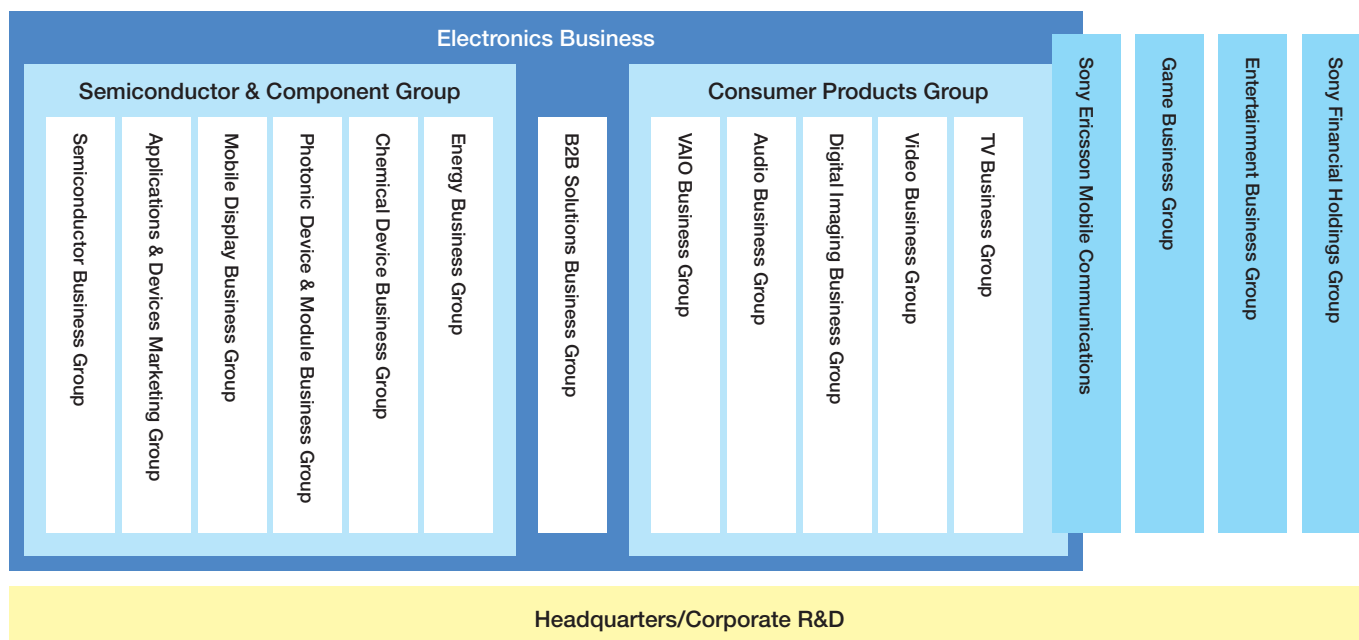 Electronics Business
Semiconductor & Component Group
Semiconductor Business Group
Applications & Devices Marketing Group
Mobile Display Business Group
Photonic Device & Module Business Group
Chemical Device Business Group
Energy Business Group
B2B Solutions Business Group
Consumer Products Group
VAIO Business Group
Audio Business Group
Digital Imaging Business Group
Video Business Group
TV Business Group
Sony Ericsson Mobile Communications
Game Business Group
Entertainment Business Group
Sony Financial Holdings Group
Headquarters/Corporate R&D